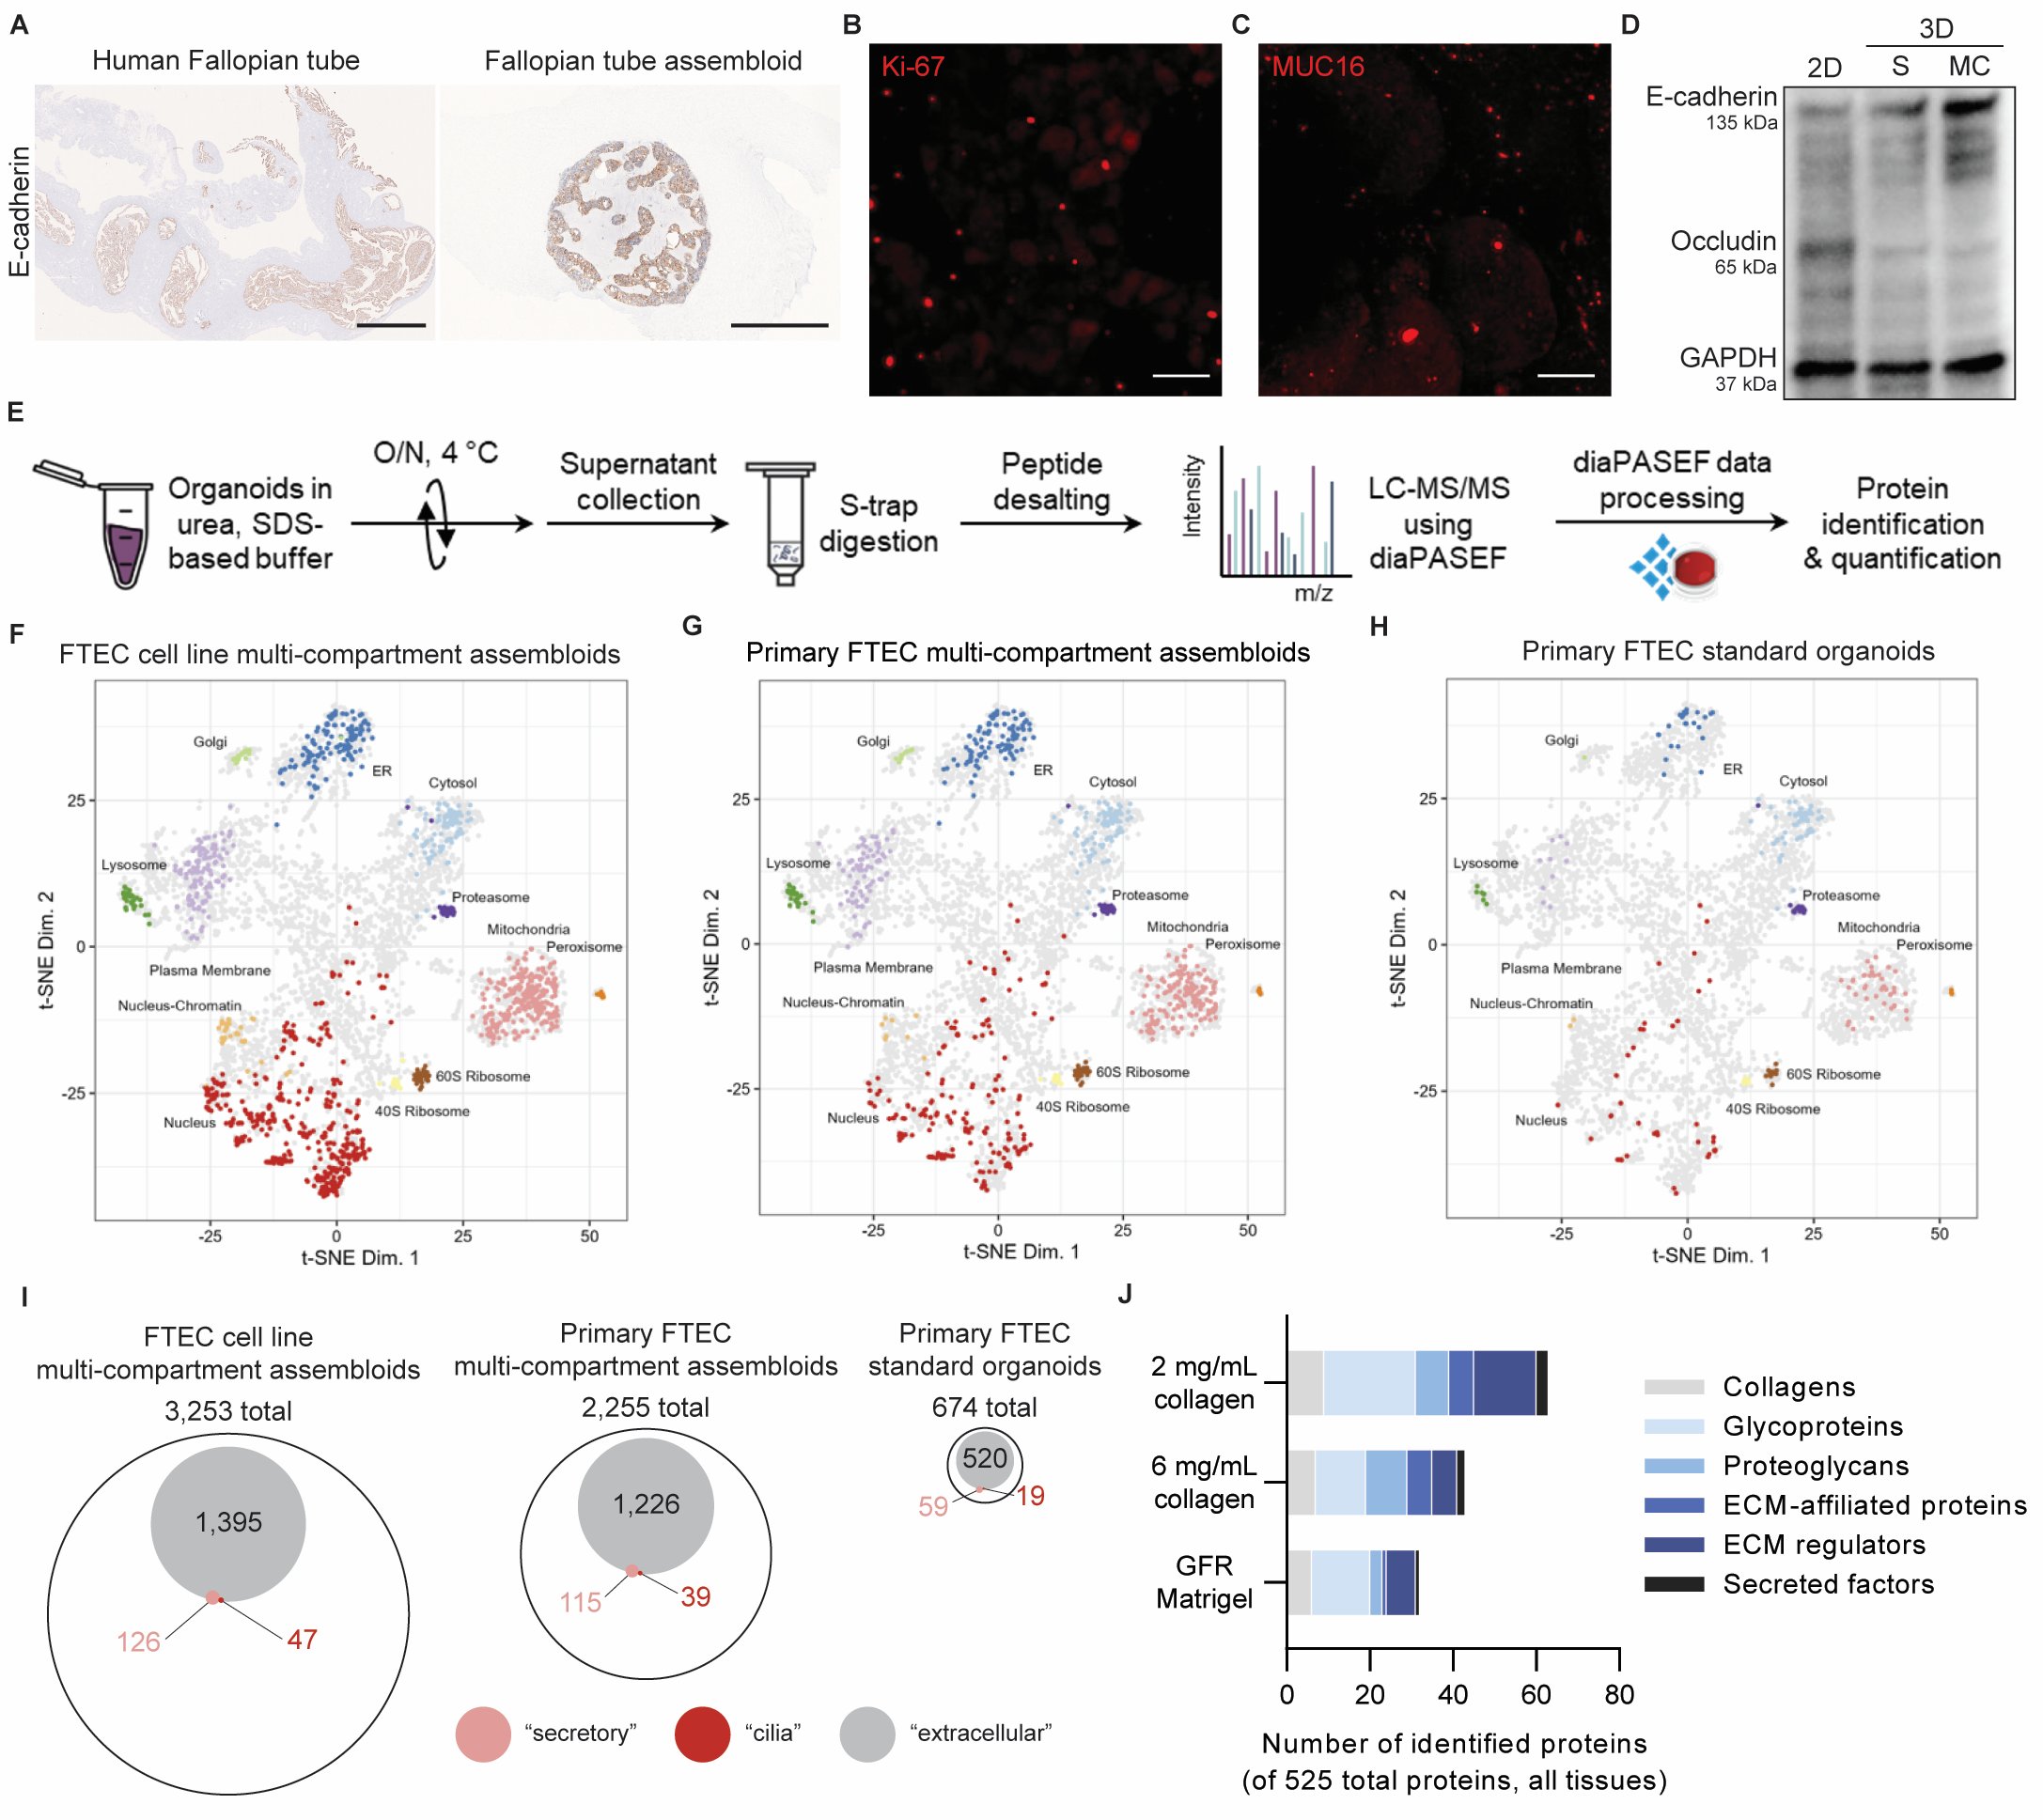 A
Human Fallopian tube
Fallopian tube assembloid
E-cadherin
B
Ki-67
C
MUC16
D
3D
2D
S
MC
E-cadherin
135 kDa
Occludin
65 kDa
GAPDH
37 kDa
E
Organoids in
urea, SDS-
based buffer
O/N, 4 °C
Supernatant
collection
S-trap
digestion
Peptide
desalting
Intensity
m/z
LC-MS/MS
using
diaPASEF
diaPASEF data
processing
Protein
identification
& quantification
F
FTEC cell line multi-compartment assembloids
Golgi
ER
Cytosol
Lysosome
Proteasome
Mitochondria
Peroxisome
Plasma Membrane
Nucleus-Chromatin
60S Ribosome
40S Ribosome
Nucleus
25
0
-25
t-SNE Dim. 2
-25
0
25
50
t-SNE Dim. 1
G
Primary FTEC multi-compartment assembloids
Golgi
ER
Cytosol
Lysosome
Proteasome
Mitochondria
Peroxisome
Plasma Membrane
Nucleus-Chromatin
60S Ribosome
40S Ribosome
Nucleus
25
0
-25
t-SNE Dim. 2
-25
0
25
50
t-SNE Dim. 1
H
Primary FTEC standard organoids
Golgi
ER
Cytosol
Lysosome
Proteasome
Mitochondria
Peroxisome
Plasma Membrane
Nucleus-Chromatin
60S Ribosome
40S Ribosome
Nucleus
25
0
-25
t-SNE Dim. 2
-25
0
25
50
t-SNE Dim. 1
I
FTEC cell line
multi-compartment assembloids
3,253 total
1,395
126
47
Primary FTEC
multi-compartment assembloids
2,255 total
1,226
115
39
Primary FTEC
standard organoids
674 total
520
59
19
“secretory”
“cilia”
“extracellular”
J
2 mg/mL
collagen
6 mg/mL
collagen
GFR
Matrigel
0
20
40
60
80
Number of identified proteins
(of 525 total proteins, all tissues)
Collagens
Glycoproteins
Proteoglycans
ECM-affiliated proteins
ECM regulators
Secreted factors